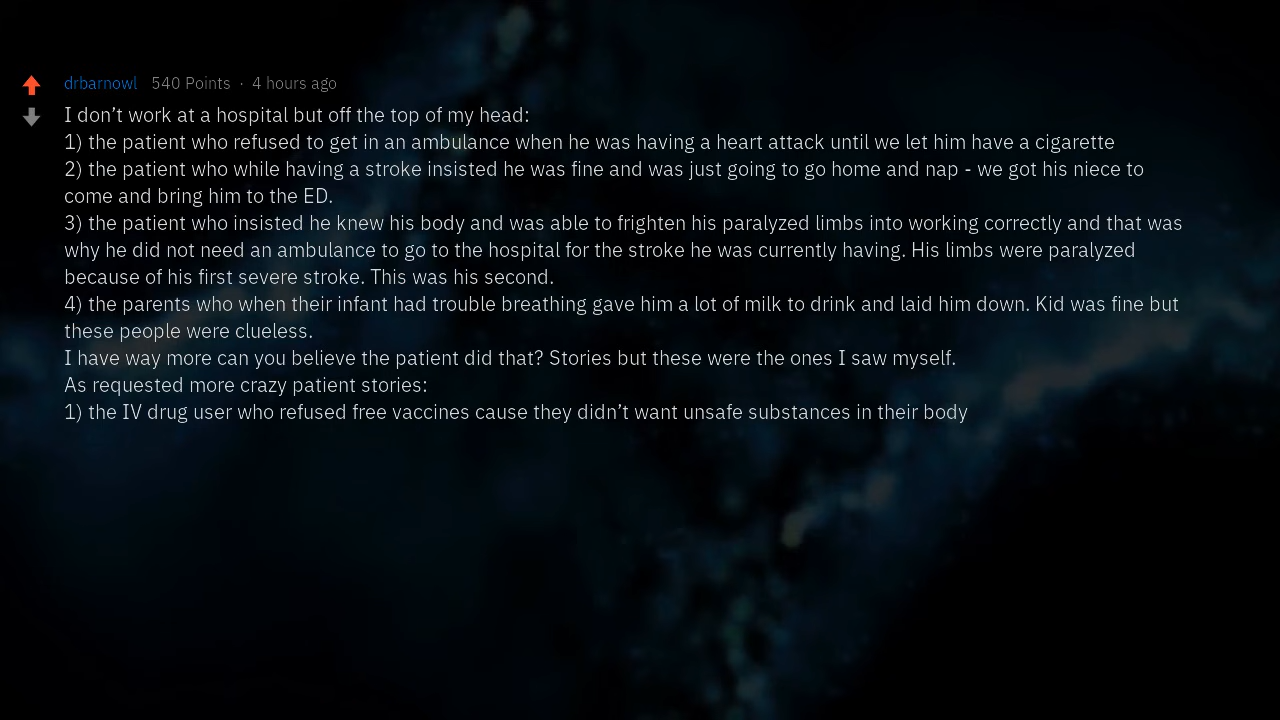 drbarnowl 540 Points · 4 hours ago
I don’t work at a hospital but off the top of my head:
1) the patient who refused to get in an ambulance when he was having a heart attack until we let him have a cigarette
2) the patient who while having a stroke insisted he was fine and was just going to go home and nap - we got his niece to
come and bring him to the ED.
3) the patient who insisted he knew his body and was able to frighten his paralyzed limbs into working correctly and that was
why he did not need an ambulance to go to the hospital for the stroke he was currently having. His limbs were paralyzed
because of his first severe stroke. This was his second.
4) the parents who when their infant had trouble breathing gave him a lot of milk to drink and laid him down. Kid was fine but
these people were clueless.
I have way more can you believe the patient did that? Stories but these were the ones I saw myself.
As requested more crazy patient stories:
1) the IV drug user who refused free vaccines cause they didn’t want unsafe substances in their body